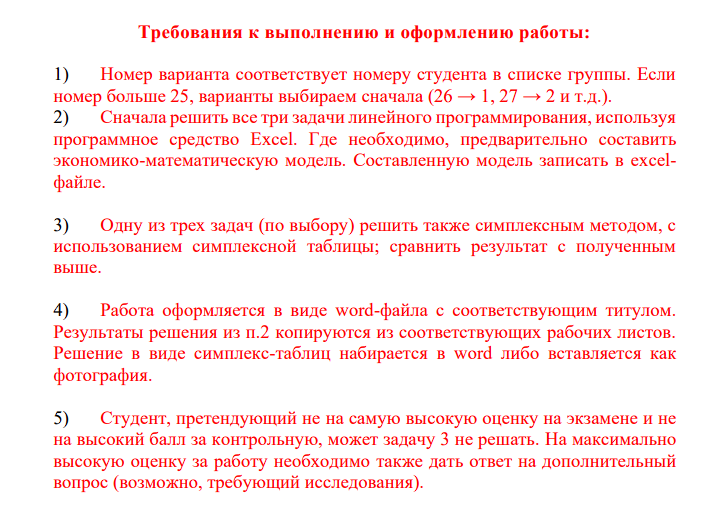 Требования к выполнению и оформлению работы:
1) Номер варианта соответствует номеру студента в списке группы. Если
номер больше 25, варианты выбираем сначала (26 → 1, 27 → 2 и т.д.).
2) Сначала решить все три задачи линейного программирования, используя
программное средство Excel. Где необходимо, предварительно составить
экономико-математическую модель. Составленную модель записать в excel-
файле.
3) Одну из трех задач (по выбору) решить также симплексным методом, с
использованием симплексной таблицы; сравнить результат с полученным
выше.
4) Работа оформляется в виде word-файла с соответствующим титулом.
Результаты решения из п.2 копируются из соответствующих рабочих листов.
Решение в виде симплекс-таблиц набирается в word либо вставляется как
фотография.
5) Студент, претендующий не на самую высокую оценку на экзамене и не
на высокий балл за контрольную, может задачу 3 не решать. На максимально
высокую оценку за работу необходимо также дать ответ на дополнительный
вопрос (возможно, требующий исследования).